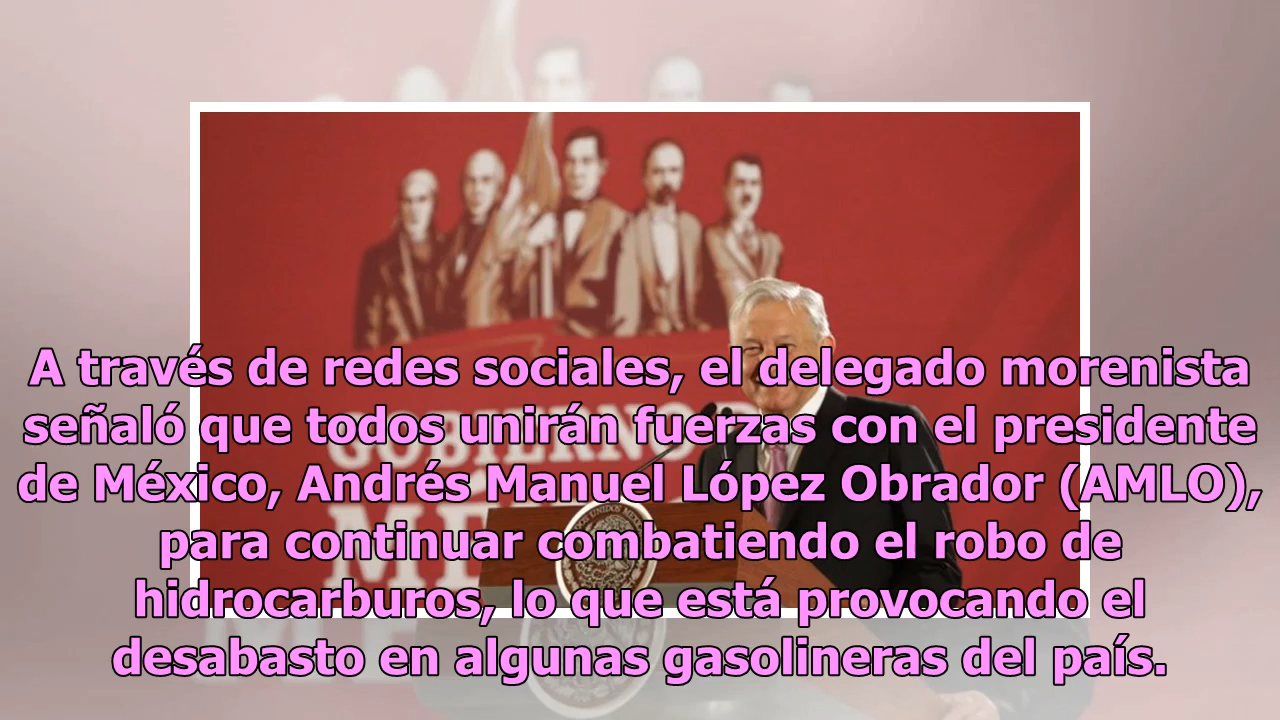 A través de redes sociales, el delegado morenista
señaló que todos unirán fuerzas con el presidente
de México, Andrés Manuel López Obrador (AMLO),
para continuar combatiendo el robo de
hidrocarburos, lo que está provocando el
desabasto en algunas gasolineras del país.
GOBIERNO